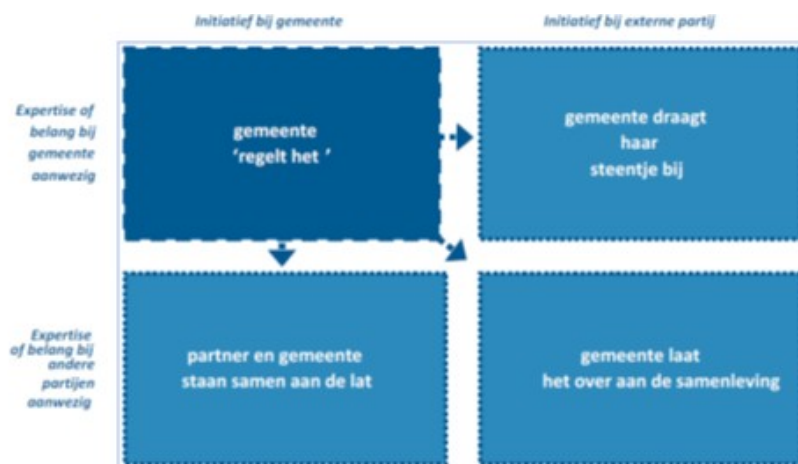 Initiatief bij gemeente
Initiatief bij externe partij
Expertise of
belang bij
gemeente
aanwezig
gemeente
‘regelt het ’
gemeente draagt
haar
steentje bij
Expertise
of belang bij
andere
partijen
aanwezig
partner en gemeente
staan samen aan de lat
gemeente laat
het over aan de samenleving